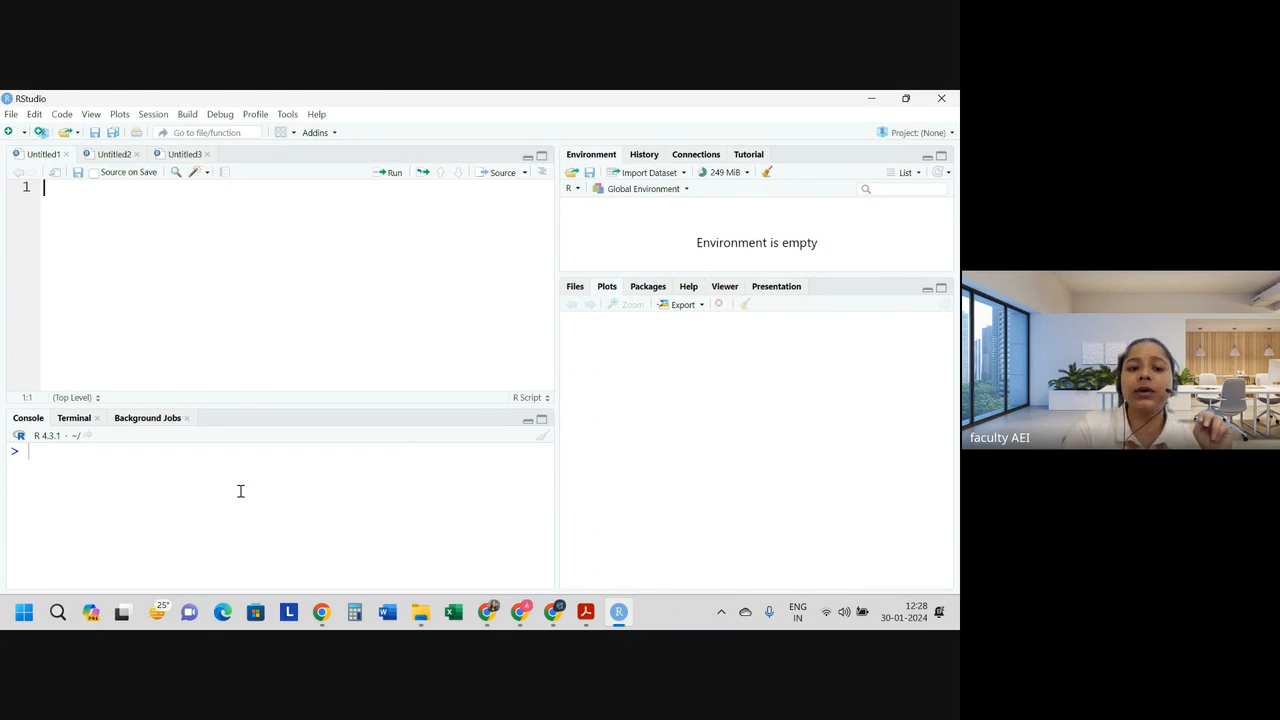 RStudio
File Edit Code View Plots Session Build Debug Profile Tools Help
Go to file/function Addins Project: (None)
Untitled1 Untitled2 Untitled3
Source on Save Run Source
1
1:1 (Top Level) R Script
Console Terminal Background Jobs
R 4.3.1 · ~/
>
Environment History Connections Tutorial
Import Dataset 249 MiB List
R Global Environment
Environment is empty
Files Plots Packages Help Viewer Presentation
Zoom Export
faculty AEI
25°
PRE
L
ENG
IN
12:28
30-01-2024